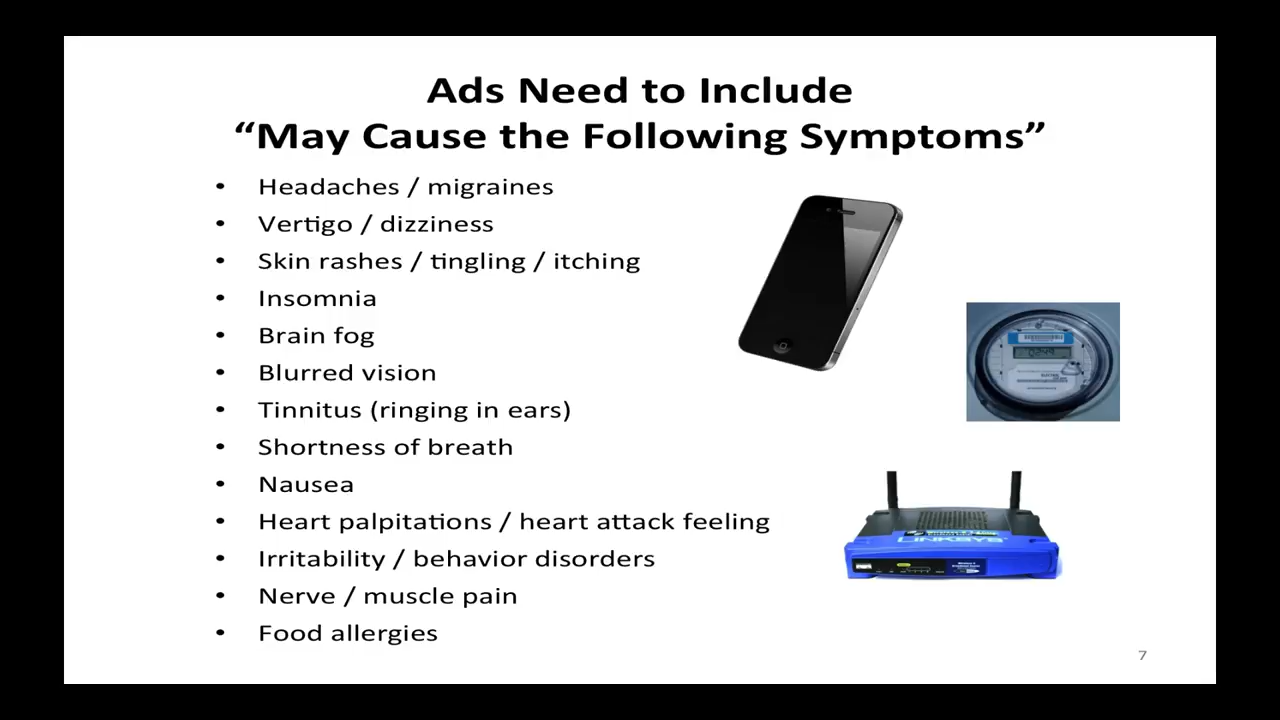 Ads Need to Include
“May Cause the Following Symptoms”
• Headaches / migraines
• Vertigo / dizziness
• Skin rashes / tingling / itching
• Insomnia
• Brain fog
• Blurred vision
• Tinnitus (ringing in ears)
• Shortness of breath
• Nausea
• Heart palpitations / heart attack feeling
• Irritability / behavior disorders
• Nerve / muscle pain
• Food allergies
LINKSYS
7